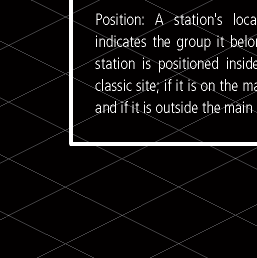 Position: A station's loca
indicates the group it belon
station is positioned inside
classic site; if it is on the ma
and if it is outside the main